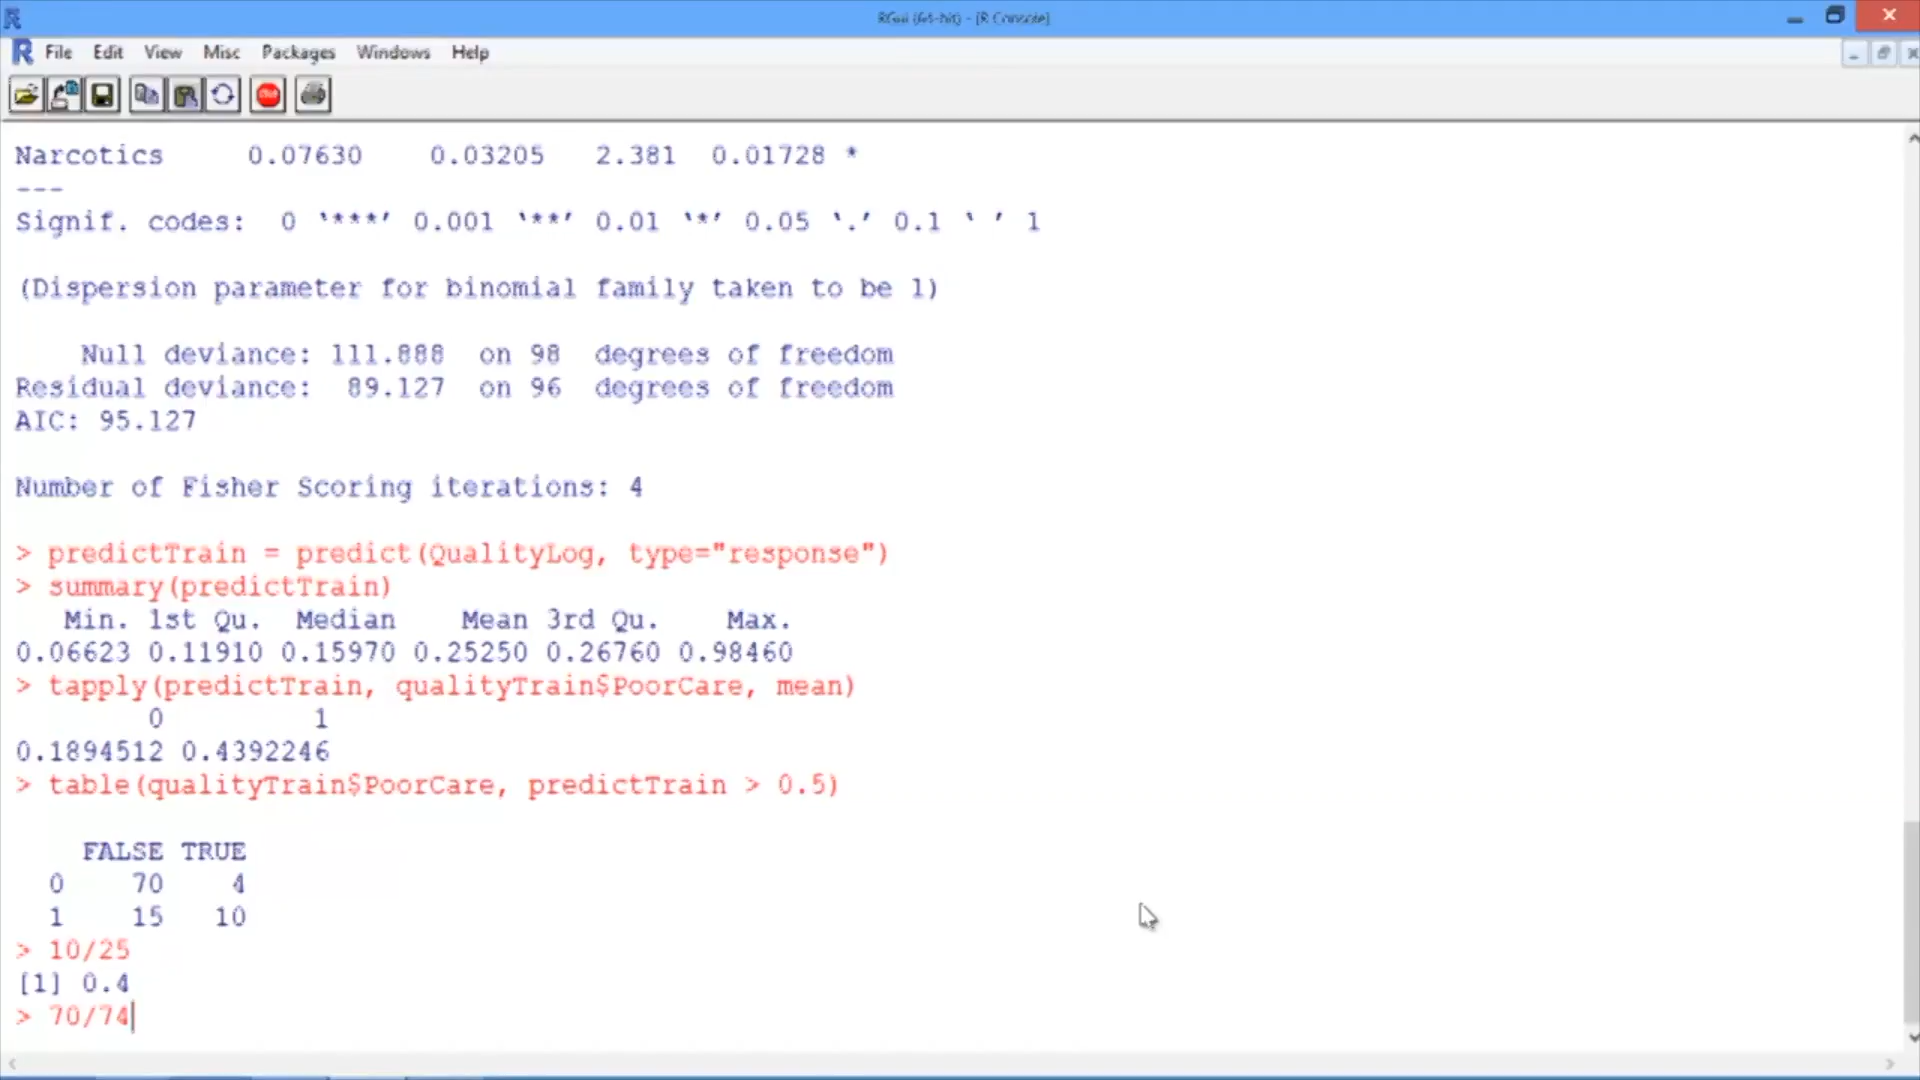 RGui (64-bit) - [R Console]
File Edit View Misc Packages Windows Help
STOP
Narcotics     0.07630    0.03205   2.381  0.01728 *
---
Signif. codes:  0 ‘***’ 0.001 ‘**’ 0.01 ‘*’ 0.05 ‘.’ 0.1 ‘ ’ 1
(Dispersion parameter for binomial family taken to be 1)
    Null deviance: 111.888  on 98  degrees of freedom
Residual deviance:  89.127  on 96  degrees of freedom
AIC: 95.127
Number of Fisher Scoring iterations: 4
> predictTrain = predict(QualityLog, type="response")
> summary(predictTrain)
   Min. 1st Qu.  Median    Mean 3rd Qu.    Max.
0.06623 0.11910 0.15970 0.25250 0.26760 0.98460
> tapply(predictTrain, qualityTrain$PoorCare, mean)
        0         1
0.1894512 0.4392246
> table(qualityTrain$PoorCare, predictTrain > 0.5)
    FALSE TRUE
  0    70    4
  1    15   10
> 10/25
[1] 0.4
> 70/74